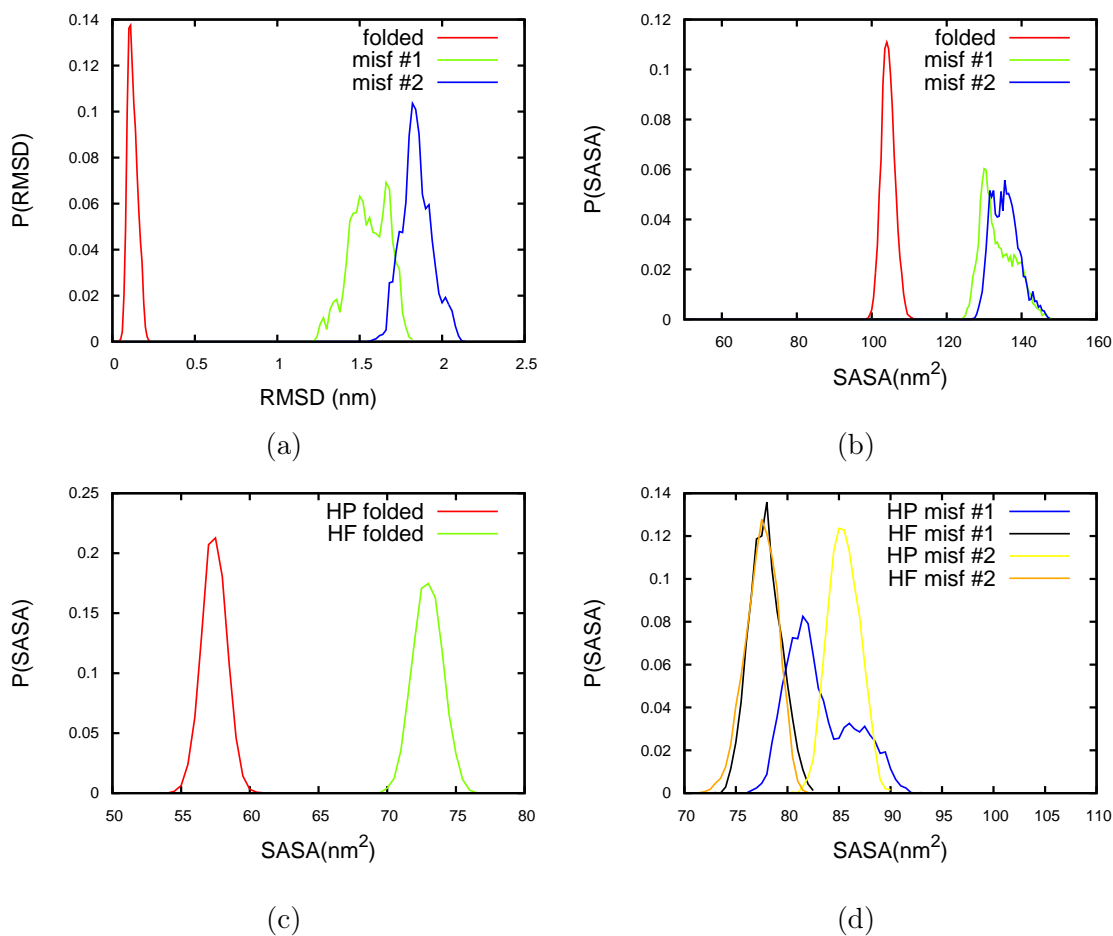 folded
misf #1
misf #2
P(RMSD)
0 0.02 0.04 0.06 0.08 0.1 0.12 0.14
0 0.5 1 1.5 2 2.5
RMSD (nm)
(a)
folded
misf #1
misf #2
P(SASA)
0 0.02 0.04 0.06 0.08 0.1 0.12
60 80 100 120 140 160
SASA(nm²)
(b)
HP folded
HF folded
P(SASA)
0 0.05 0.1 0.15 0.2 0.25
50 55 60 65 70 75 80
SASA(nm²)
(c)
HP misf #1
HF misf #1
HP misf #2
HF misf #2
P(SASA)
0 0.02 0.04 0.06 0.08 0.1 0.12 0.14
70 75 80 85 90 95 100 105 110
SASA(nm²)
(d)